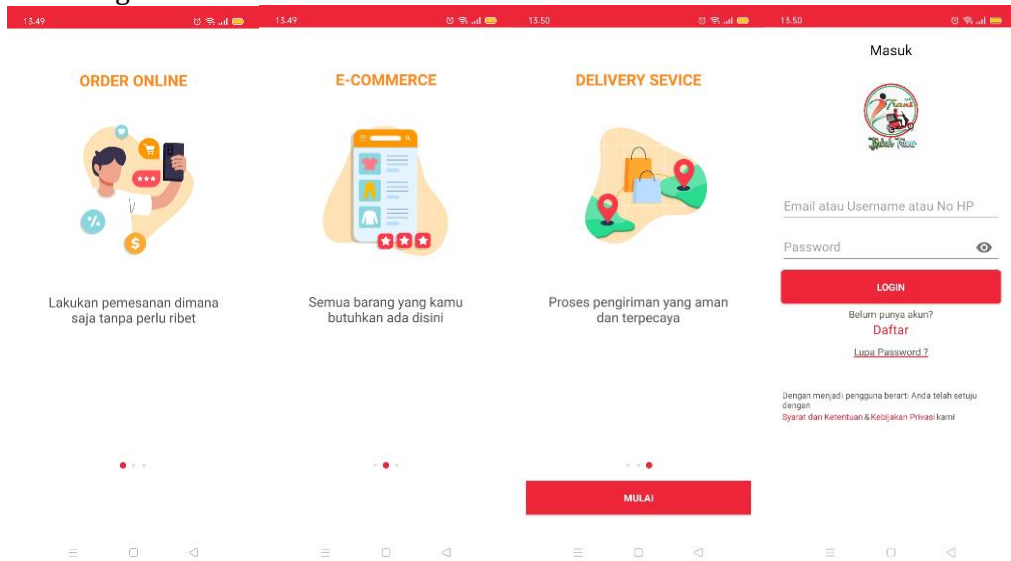 13.49
ORDER ONLINE
Lakukan pemesanan dimana
saja tanpa perlu ribet
13.49
E-COMMERCE
Semua barang yang kamu
butuhkan ada disini
13.50
DELIVERY SEVICE
Proses pengiriman yang aman
dan terpecaya
MULAI
13.50
Masuk
Trans
Email atau Username atau No HP
Password
LOGIN
Belum punya akun?
Daftar
Lupa Password ?
Dengan menjadi pengguna berarti Anda telah setuju
dengan
Syarat dan Ketentuan & Kebijakan Privasi kami